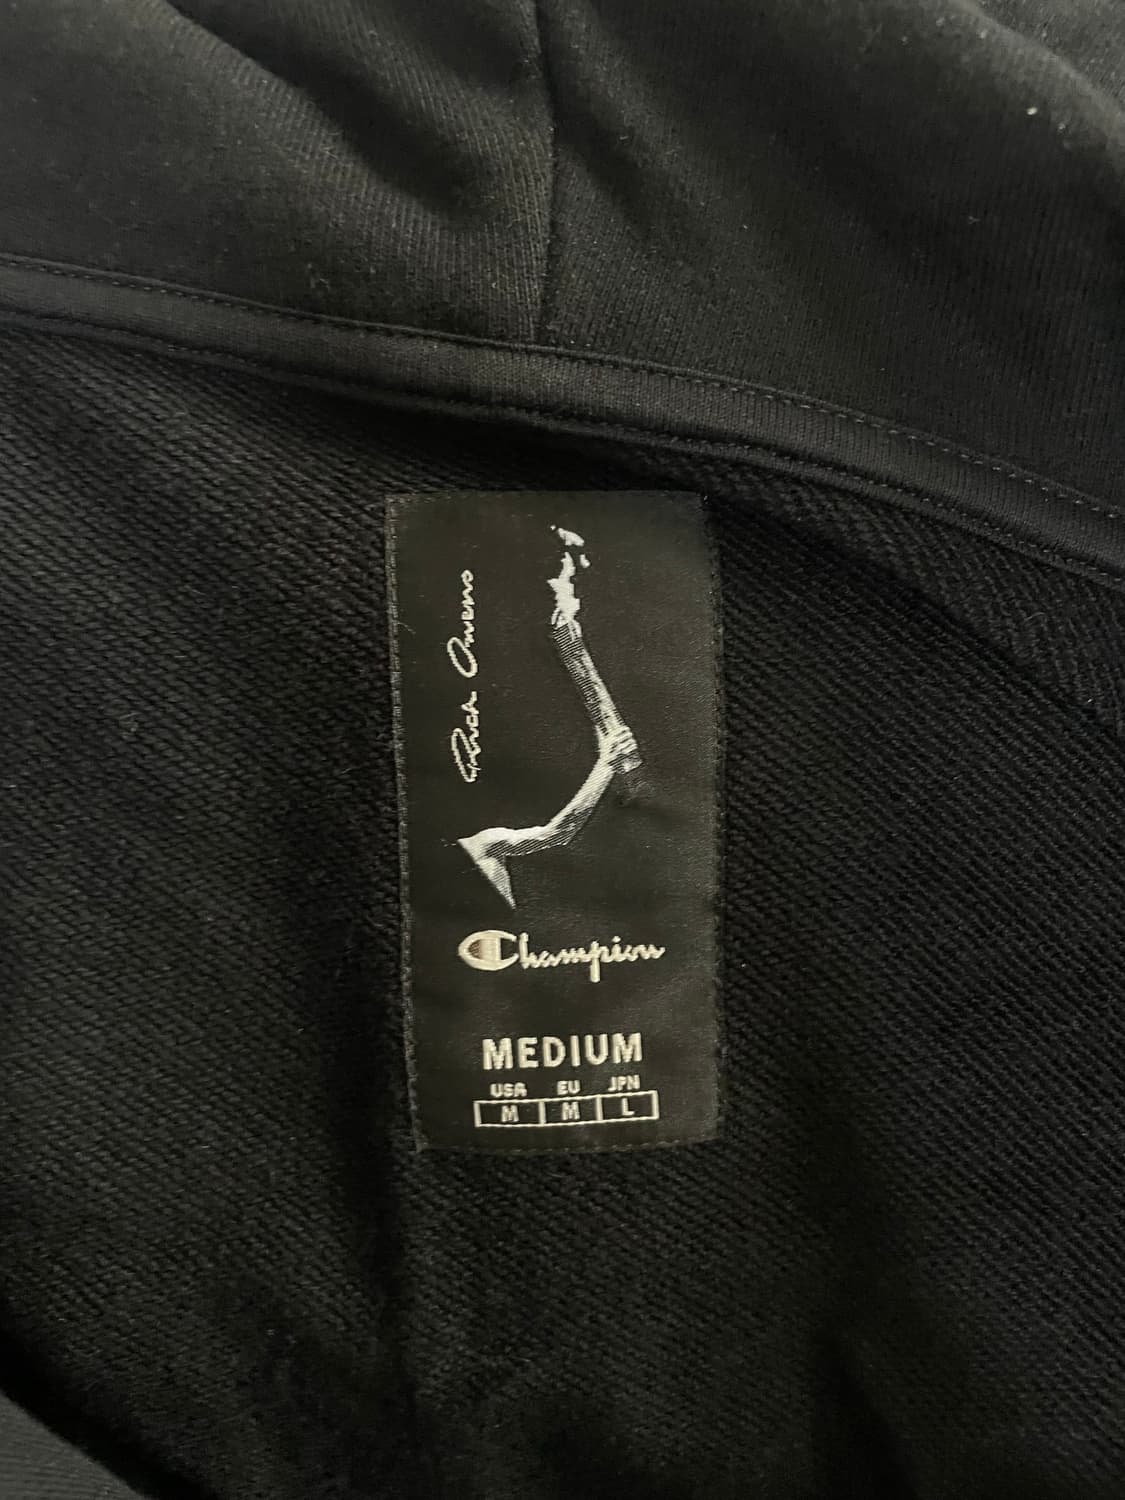 Rick Owens
Champion
MEDIUM
USA EU JPN
M M L